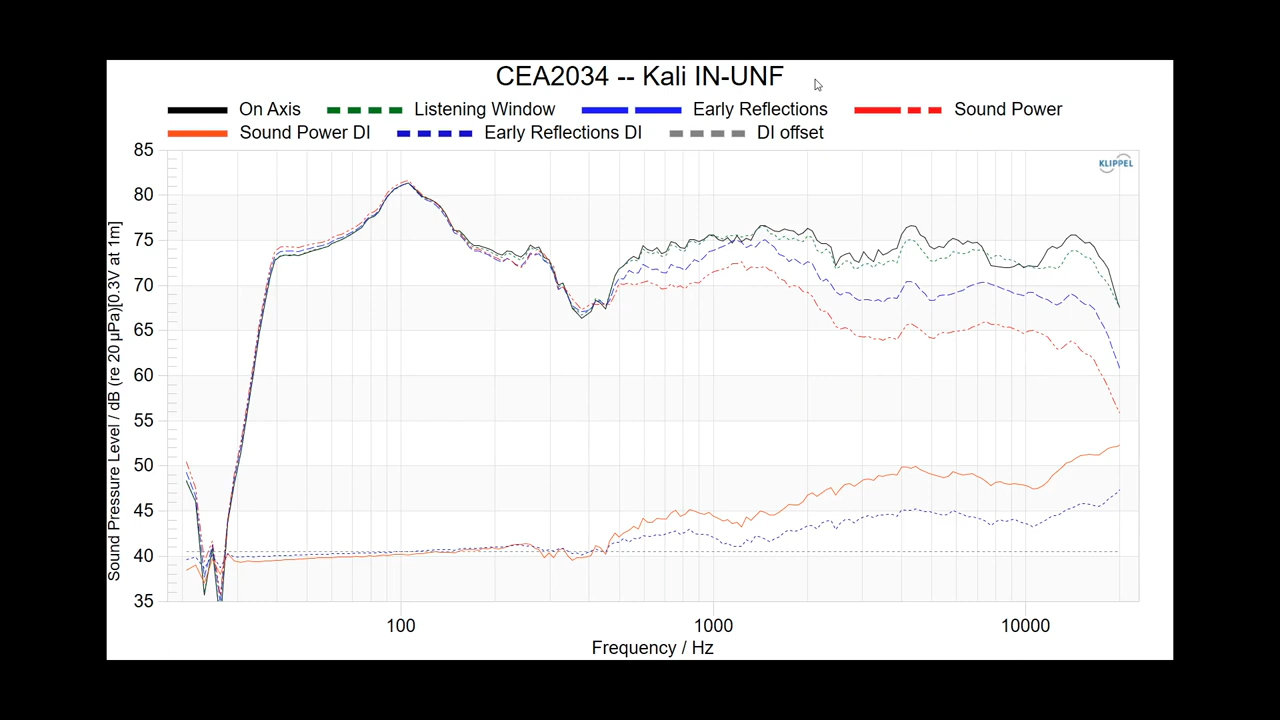 CEA2034 -- Kali IN-UNF
On Axis Listening Window Early Reflections Sound Power
Sound Power DI Early Reflections DI DI offset
KLIPPEL
85
80
75
70
65
60
55
50
45
40
35
Sound Pressure Level / dB (re 20 µPa)[0.3V at 1m]
100 1000 10000
Frequency / Hz